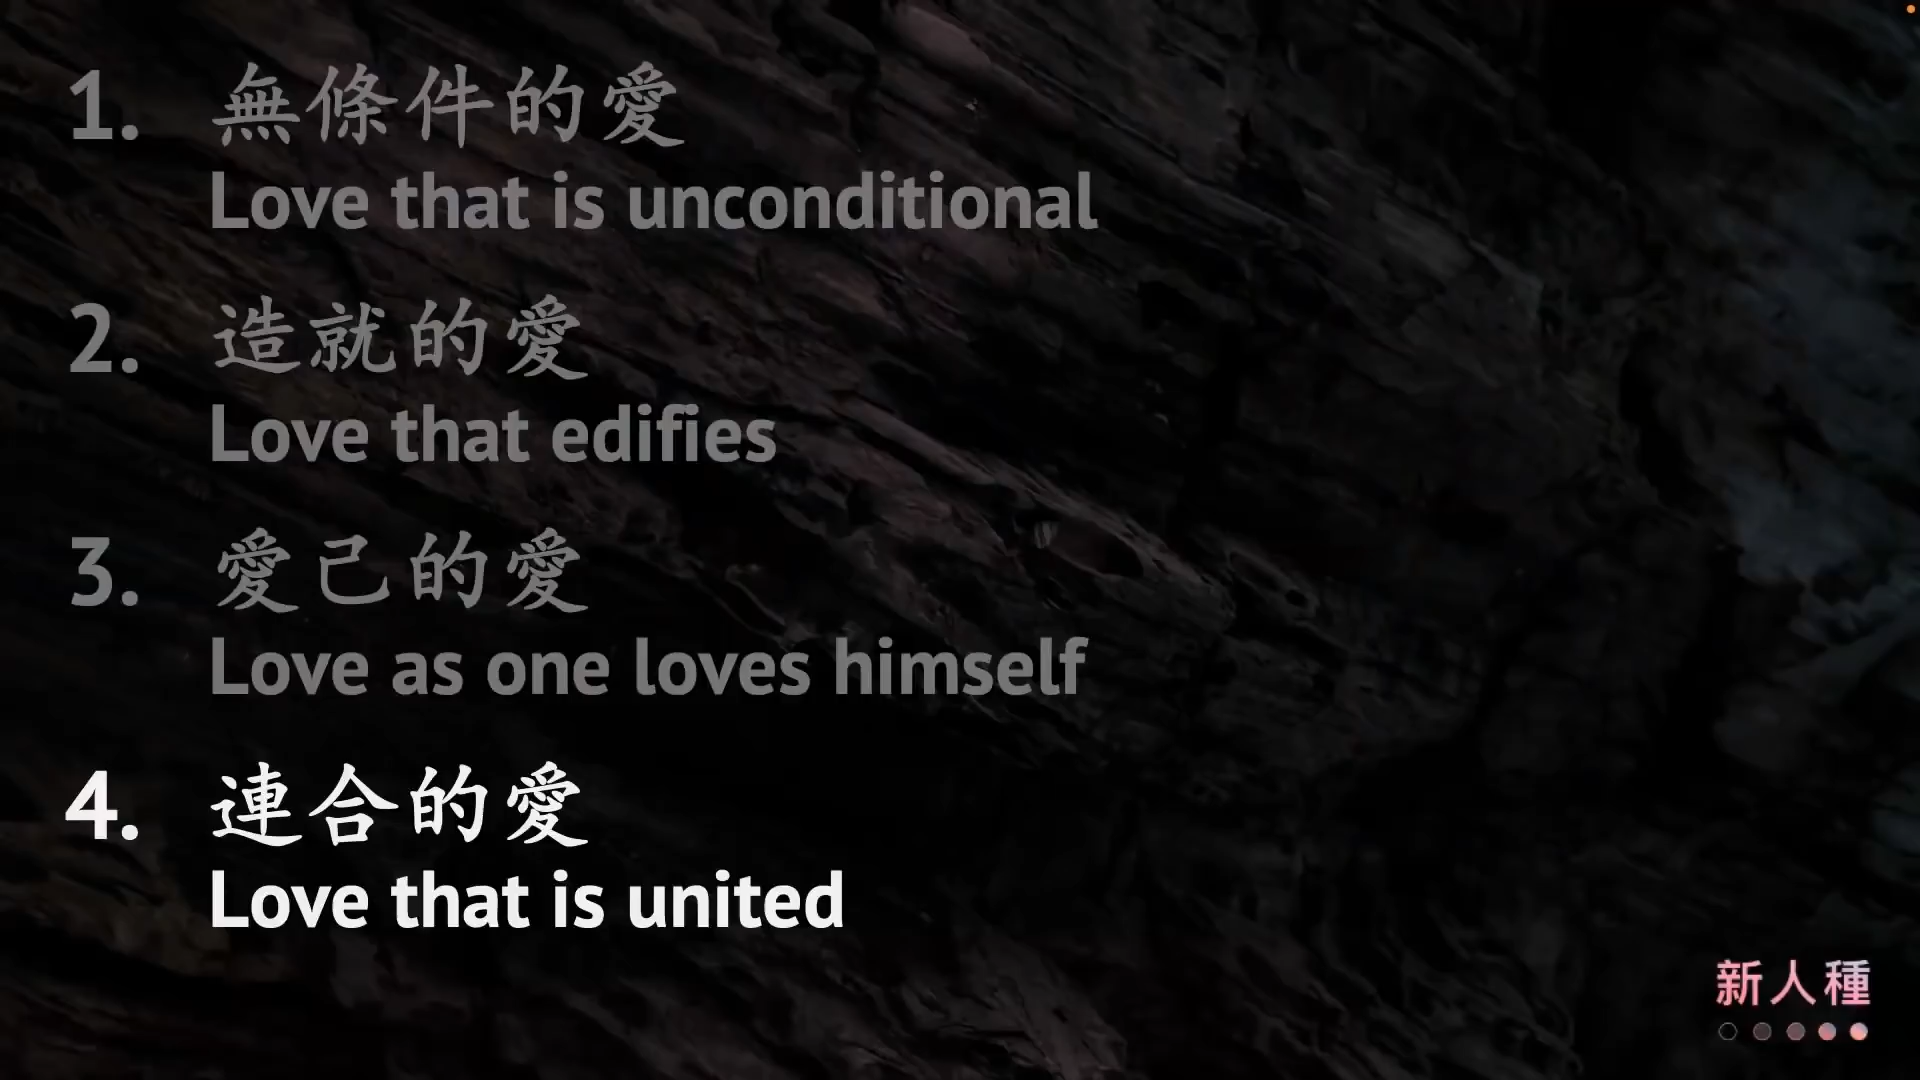 1. 無條件的愛
Love that is unconditional
2. 造就的愛
Love that edifies
3. 愛己的愛
Love as one loves himself
4. 連合的愛
Love that is united
新人種